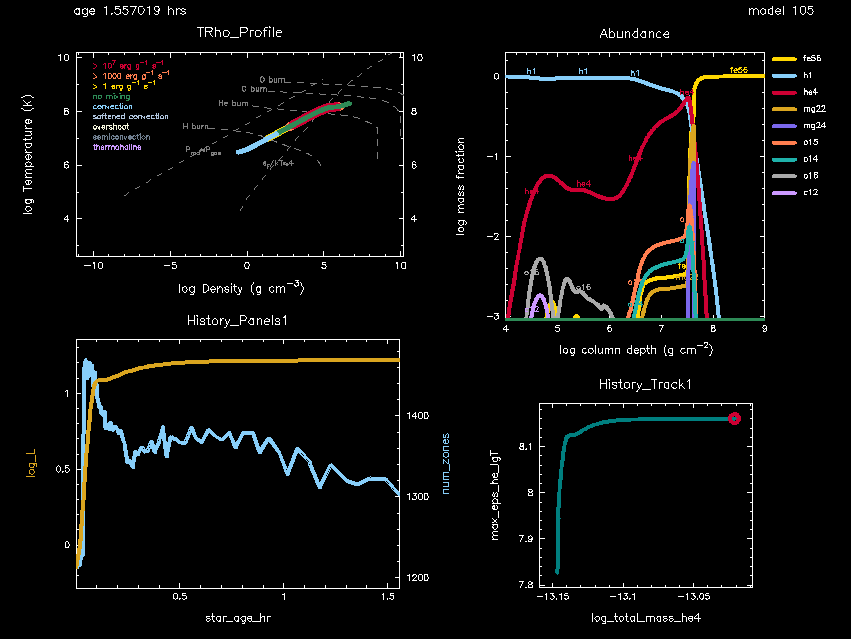 age 1.557019 hrs
model 105
TRho_Profile
> 10^7 erg g^-1 s^-1
> 1000 erg g^-1 s^-1
> 1 erg g^-1 s^-1
no mixing
convection
softened convection
overshoot
semiconvection
thermohaline
O burn
C burn
He burn
H burn
P_rad≈P_gas
10
8
6
4
10
8
6
4
log Temperature (K)
−10
−5
0
5
10
log Density (g cm^-3)
Abundance
h1
h1
h1
fe56
he4
he4
he4
o16
0
−1
−2
−3
log mass fraction
4
5
6
7
8
9
log column depth (g cm^-2)
fe56
h1
he4
mg22
mg24
o15
o14
o16
c12
History_Panels1
1
0.5
0
log_L
1400
1300
1200
num_zones
0.5
1
1.5
star_age_hr
History_Track1
8.1
8
7.9
7.8
max_eps_he_lgT
−13.15
−13.1
−13.05
log_total_mass_he4